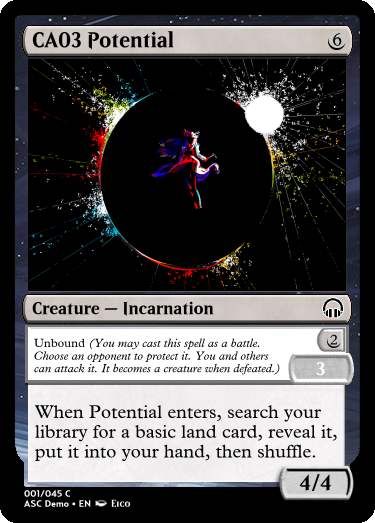 CA03 Potential 6
Creature — Incarnation
Unbound (You may cast this spell as a battle. 2
Choose an opponent to protect it. You and others
can attack it. It becomes a creature when defeated.) 3
When Potential enters, search your
library for a basic land card, reveal it,
put it into your hand, then shuffle.
4/4
001/045 C
ASC Demo • EN Eico